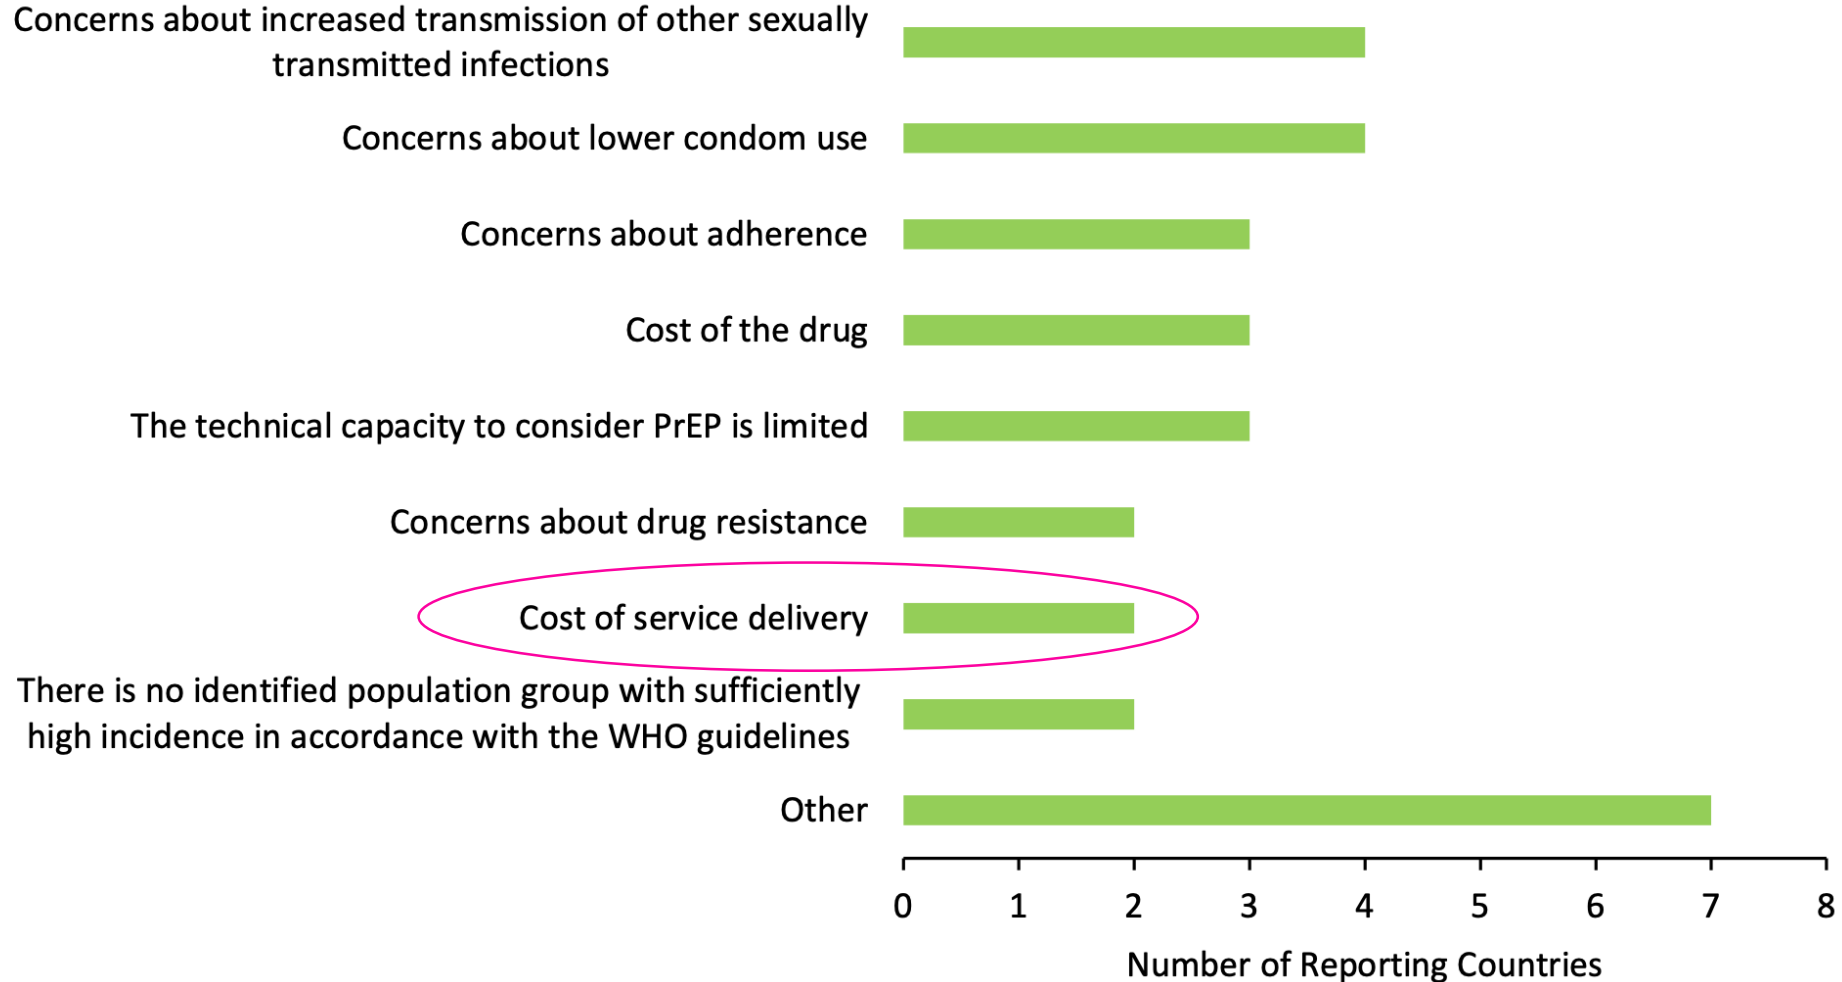 Concerns about increased transmission of other sexually
transmitted infections
Concerns about lower condom use
Concerns about adherence
Cost of the drug
The technical capacity to consider PrEP is limited
Concerns about drug resistance
Cost of service delivery
There is no identified population group with sufficiently
high incidence in accordance with the WHO guidelines
Other
0 1 2 3 4 5 6 7 8
Number of Reporting Countries